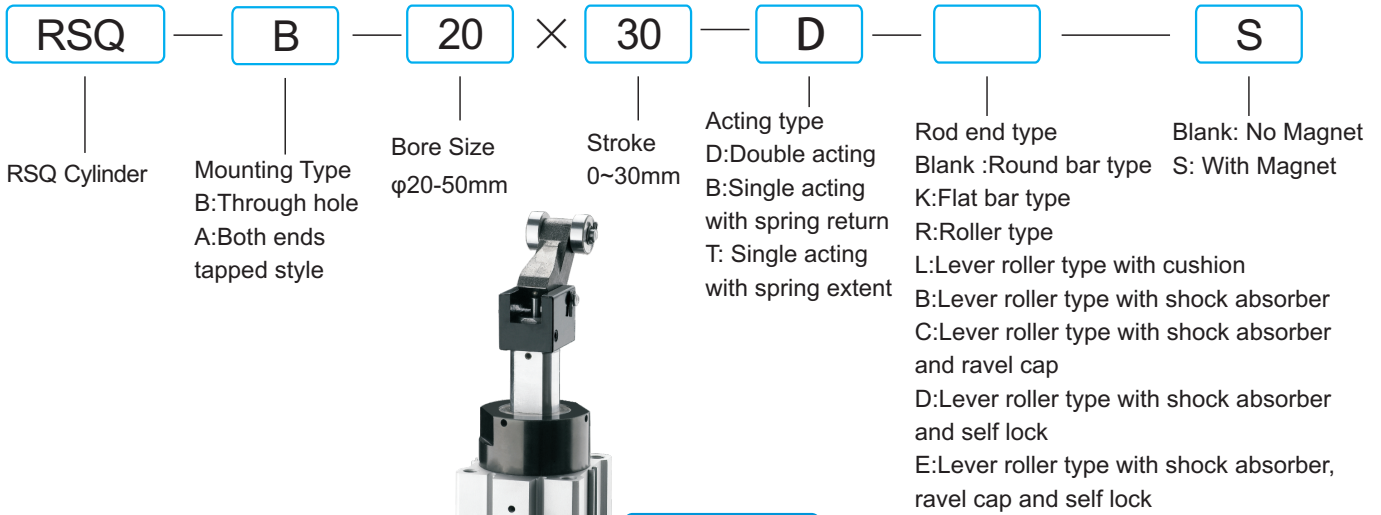 RSQ — B — 20 × 30 — D — — S
RSQ Cylinder
Mounting Type
B:Through hole
A:Both ends
tapped style
Bore Size
φ20-50mm
Stroke
0~30mm
Acting type
D:Double acting
B:Single acting
with spring return
T: Single acting
with spring extent
Rod end type
Blank :Round bar type
K:Flat bar type
R:Roller type
L:Lever roller type with cushion
B:Lever roller type with shock absorber
C:Lever roller type with shock absorber
and ravel cap
D:Lever roller type with shock absorber
and self lock
E:Lever roller type with shock absorber,
ravel cap and self lock
Blank: No Magnet
S: With Magnet